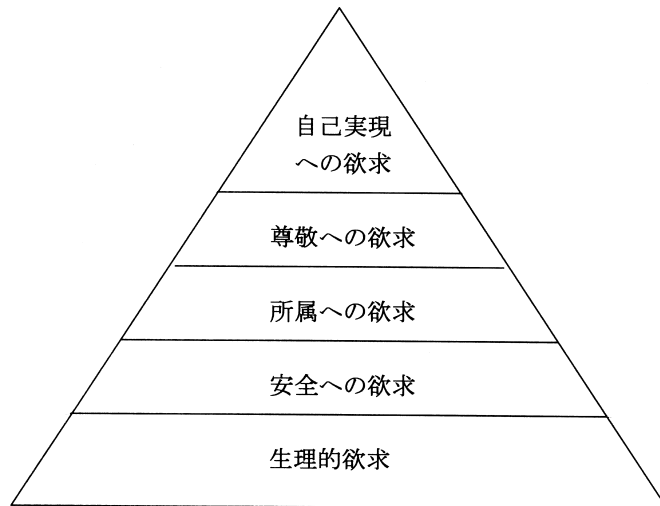 自己実現
への欲求
尊敬への欲求
所属への欲求
安全への欲求
生理的欲求